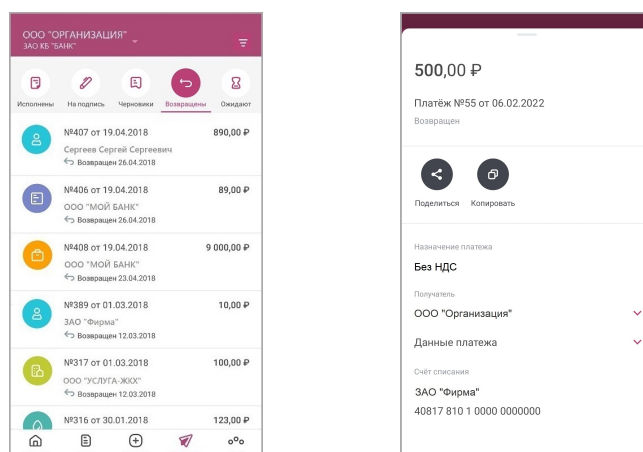 ООО "ОРГАНИЗАЦИЯ"
ЗАО КБ "БАНК"
Исполнены На подпись Черновики Возвращены Ожидают
№407 от 19.04.2018 890,00 ₽
Сергеев Сергей Сергеевич
Возвращен 26.04.2018
№406 от 19.04.2018 89,00 ₽
ООО "МОЙ БАНК"
Возвращен 26.04.2018
№408 от 19.04.2018 9 000,00 ₽
ООО "МОЙ БАНК"
Возвращен 23.04.2018
№389 от 01.03.2018 10,00 ₽
ЗАО "Фирма"
Возвращен 12.03.2018
№317 от 01.03.2018 100,00 ₽
ООО "УСЛУГА-ЖКХ"
Возвращен 12.03.2018
№316 от 30.01.2018 123,00 ₽
500,00 ₽
Платёж №55 от 06.02.2022
Возвращен
Поделиться Копировать
Назначение платежа
Без НДС
Получатель
ООО "Организация"
Данные платежа
Счёт списания
ЗАО "Фирма"
40817 810 1 0000 0000000